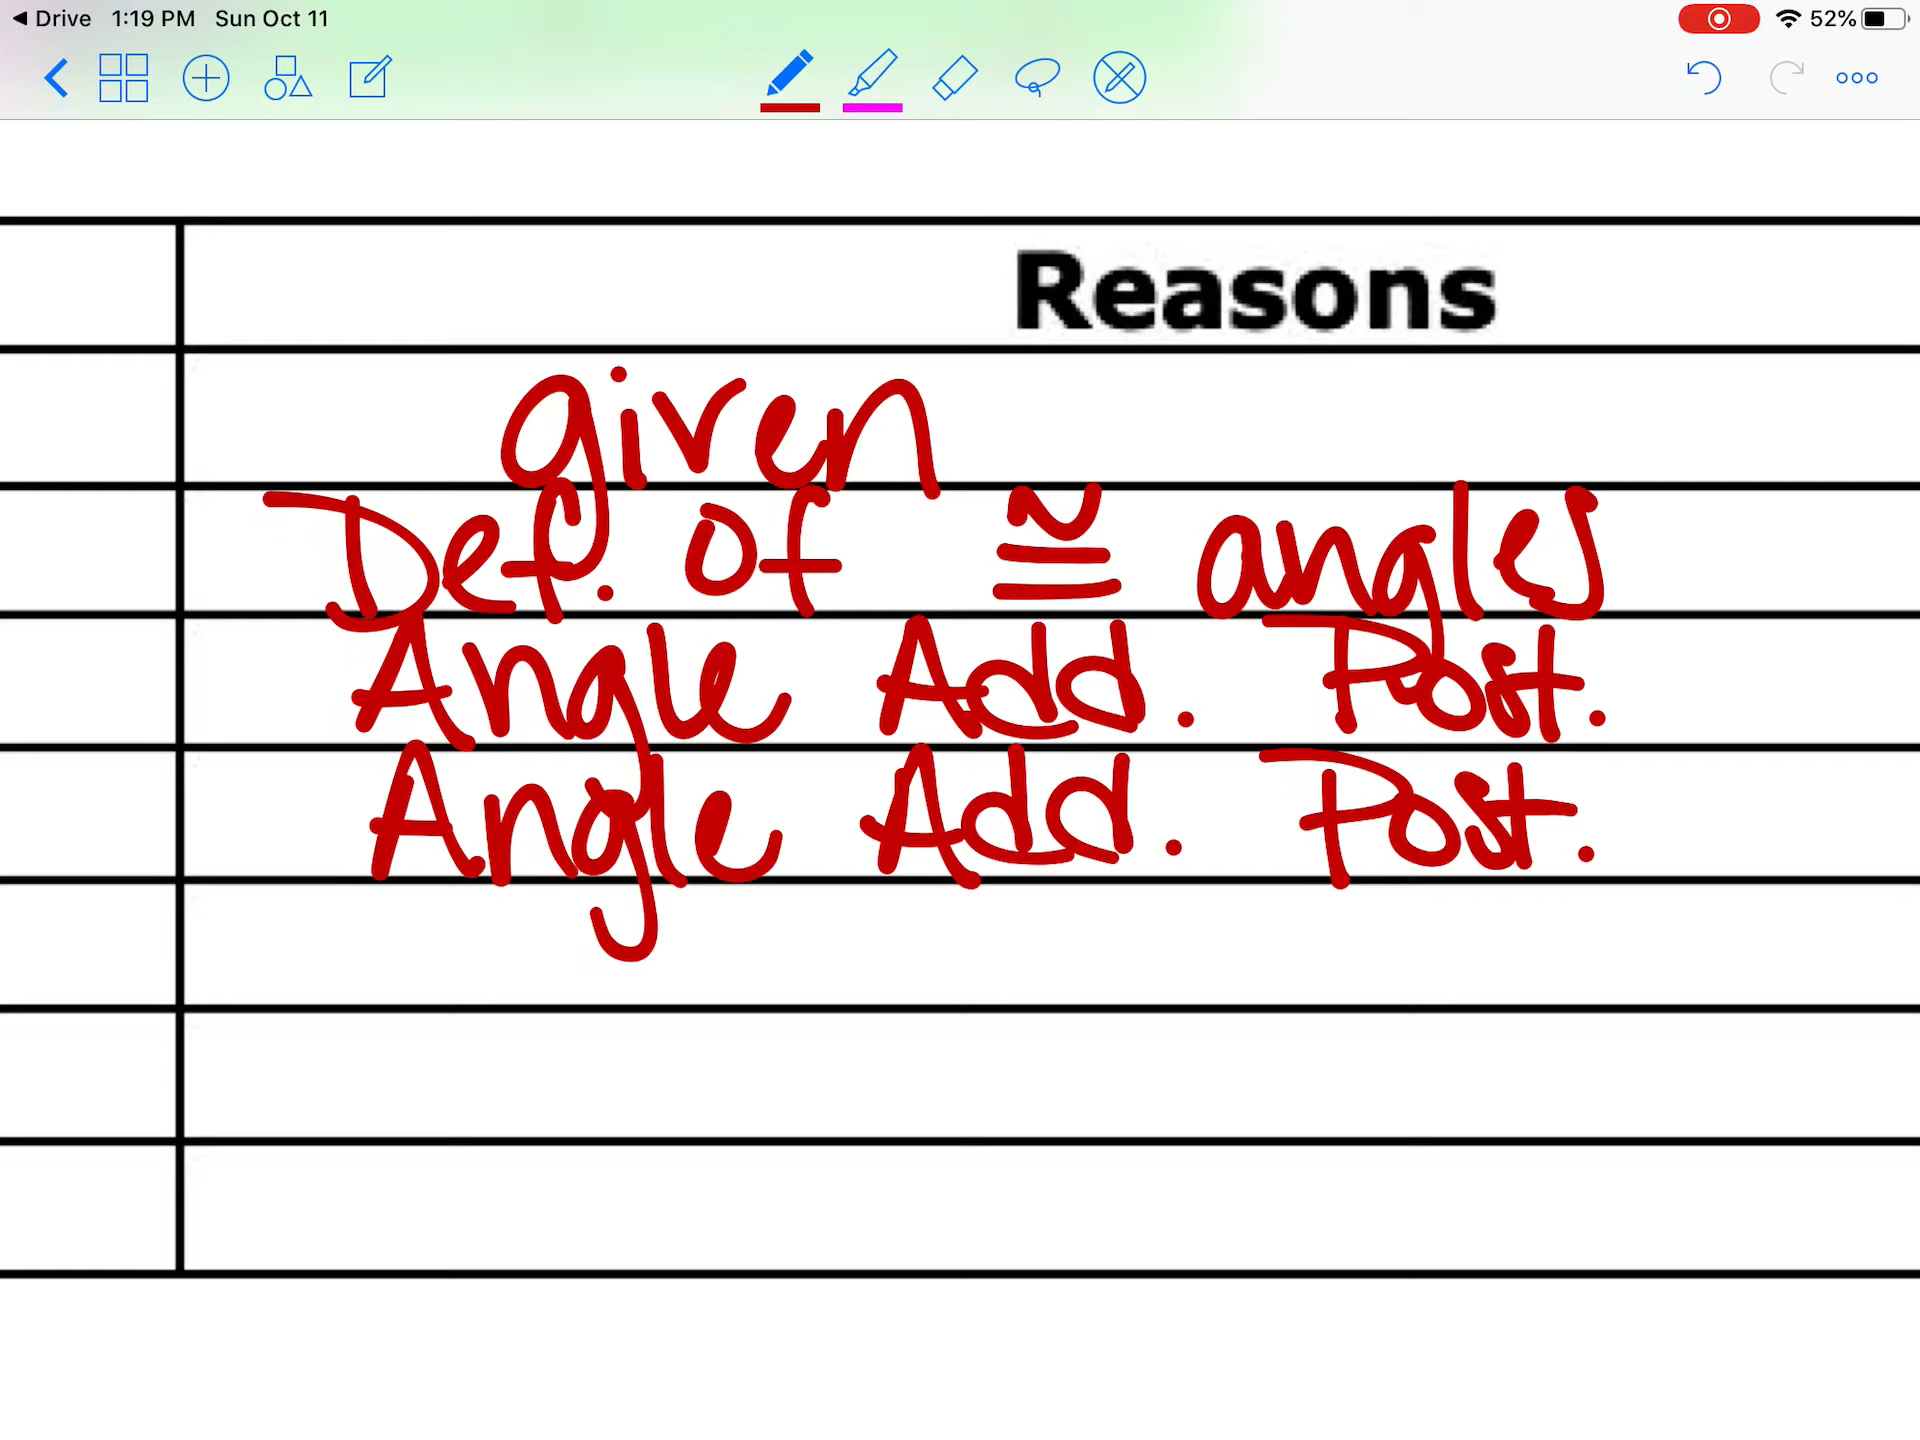 Drive 1:19 PM Sun Oct 11 52%
Reasons
given
Def. of ≅ angles
Angle Add. Post.
Angle Add. Post.